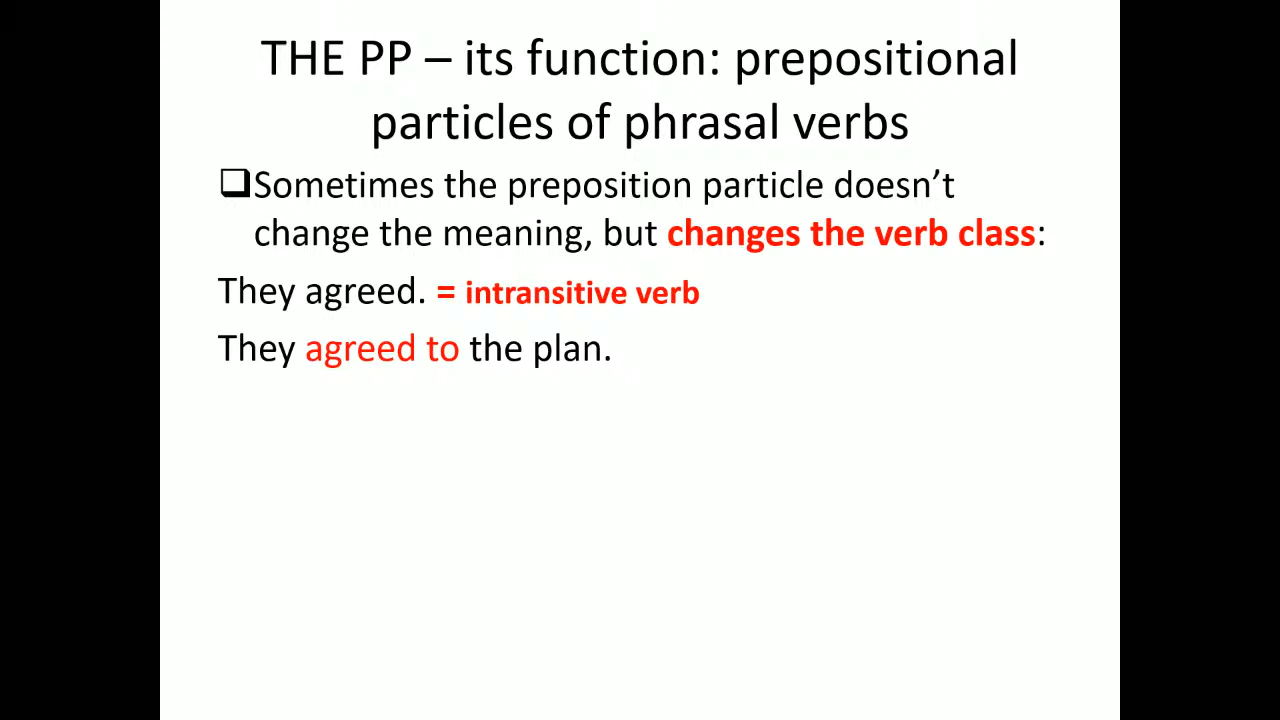 THE PP – its function: prepositional
particles of phrasal verbs
❑Sometimes the preposition particle doesn’t
change the meaning, but changes the verb class:
They agreed. = intransitive verb
They agreed to the plan.